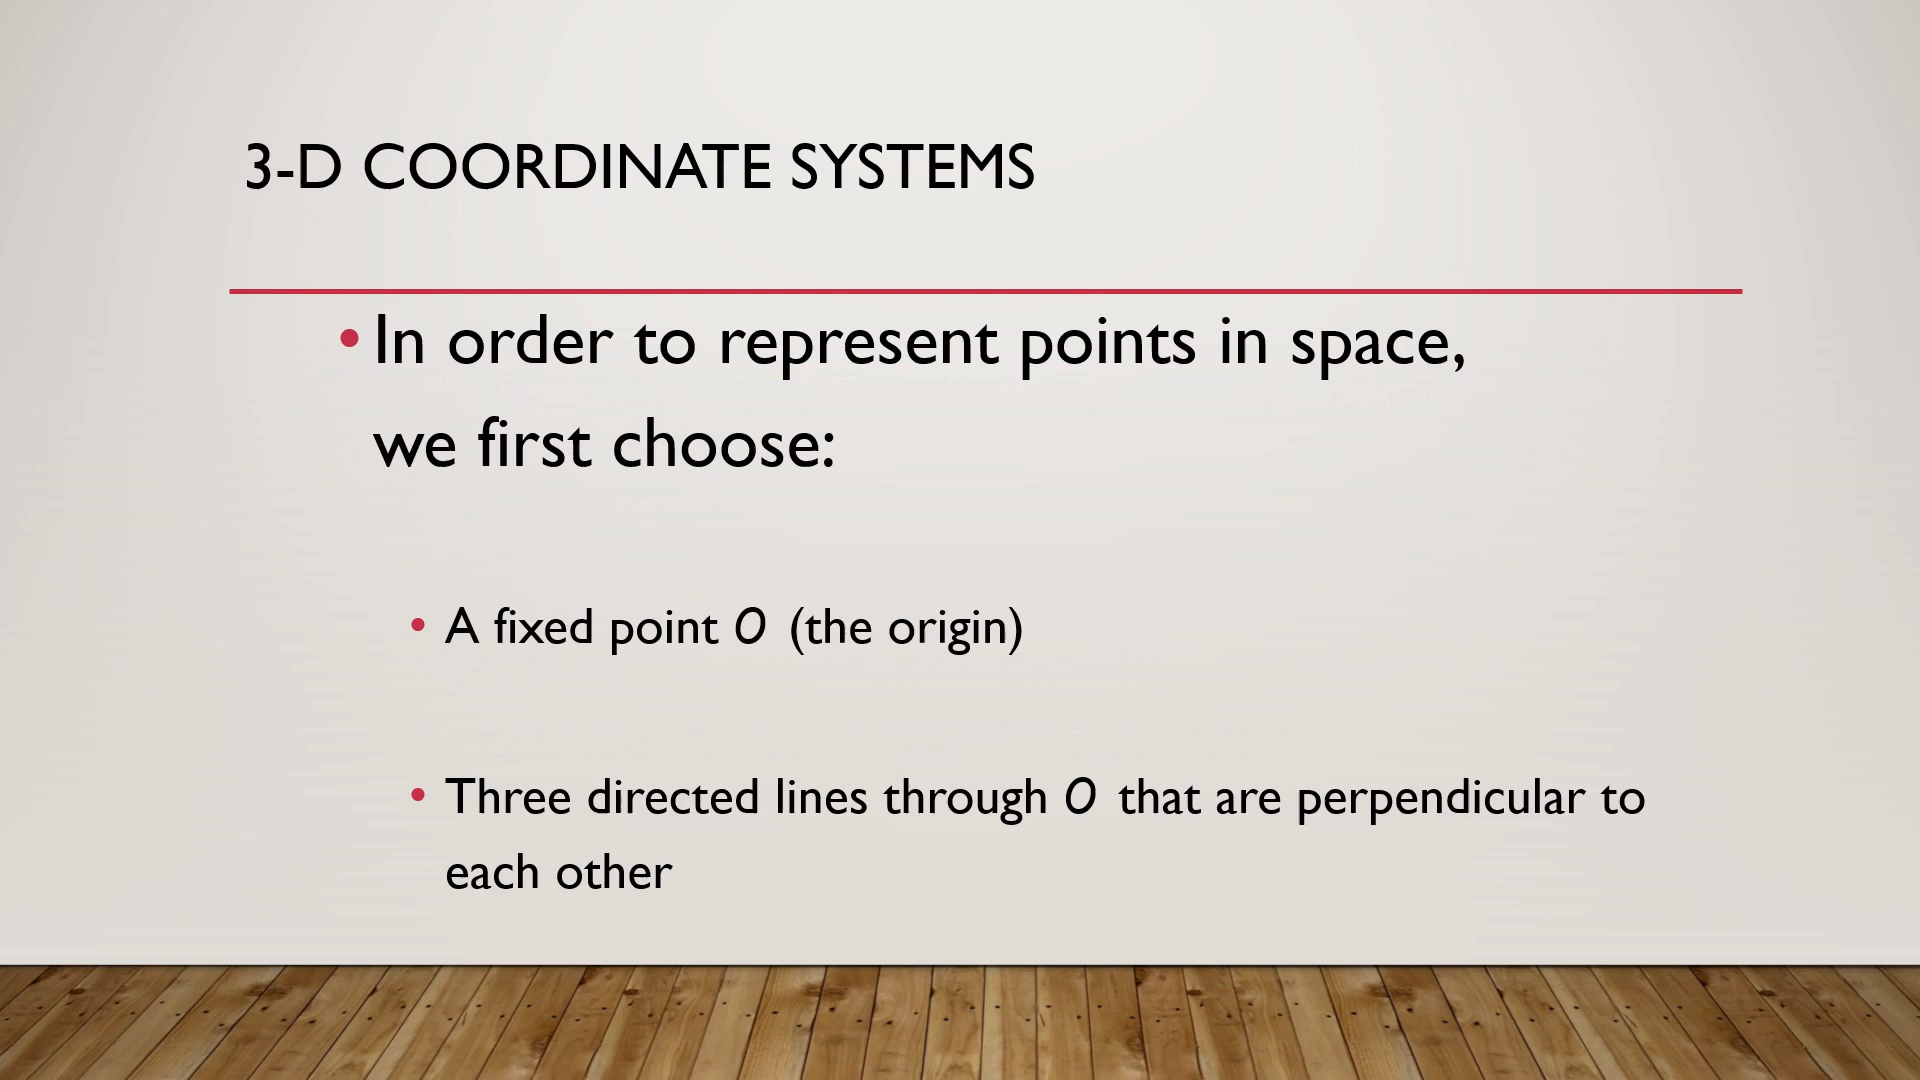 3-D COORDINATE SYSTEMS
• In order to represent points in space,
we first choose:
• A fixed point O (the origin)
• Three directed lines through O that are perpendicular to
each other